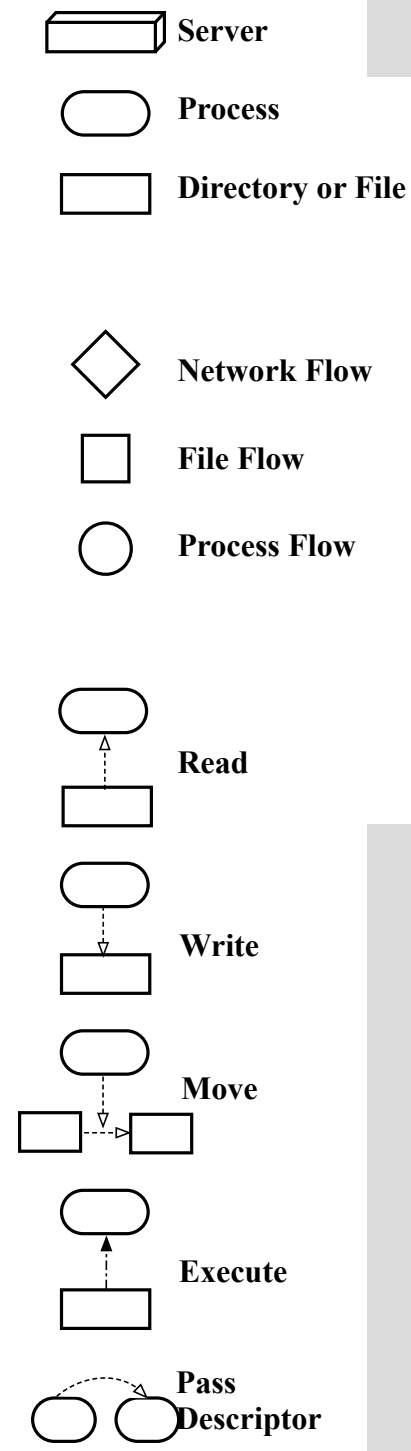 Server
Process
Directory or File
Network Flow
File Flow
Process Flow
Read
Write
Move
Execute
Pass
Descriptor